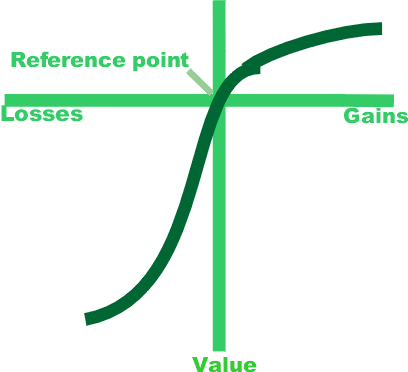 Reference point
Losses
Gains
Value